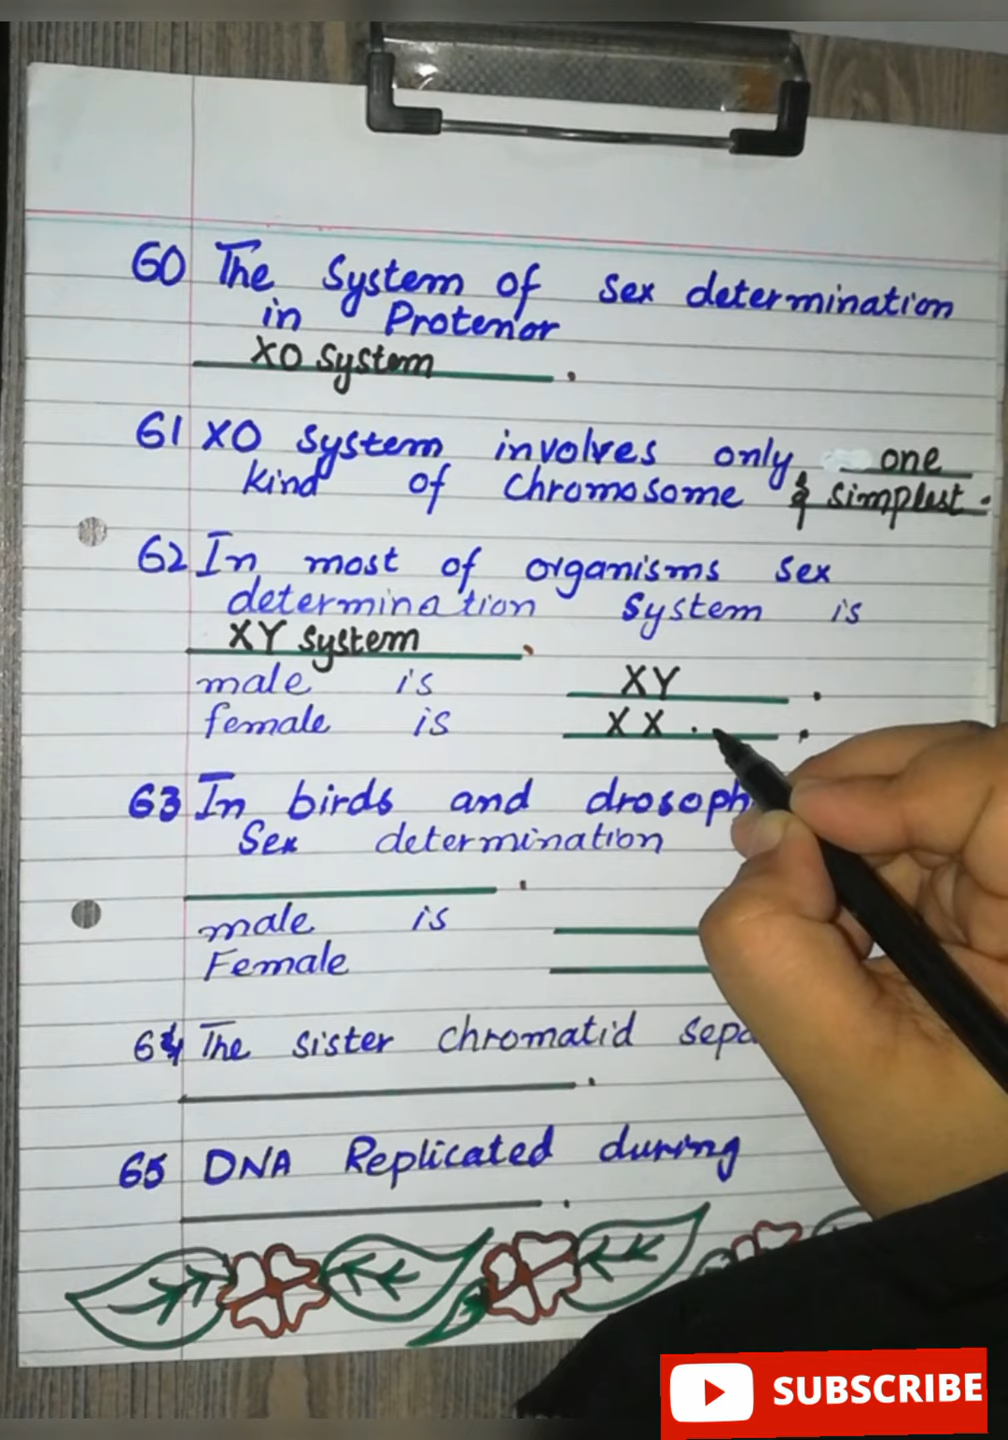 60 The System of sex determination
in Protenor
XO System .
61 XO system involves only one
kind of chromosome & simplest .
62 In most of organisms sex
determination system is
XY system .
male is XY .
female is XX . .
63 In birds and
Sex determination
.
male is
Female
64 The sister chromatid
.
65 DNA Replicated during
.
SUBSCRIBE